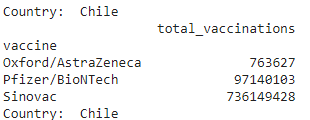 Country:  Chile
total_vaccinations
vaccine
Oxford/AstraZeneca 763627
Pfizer/BioNTech 97140103
Sinovac 736149428
Country:  Chile